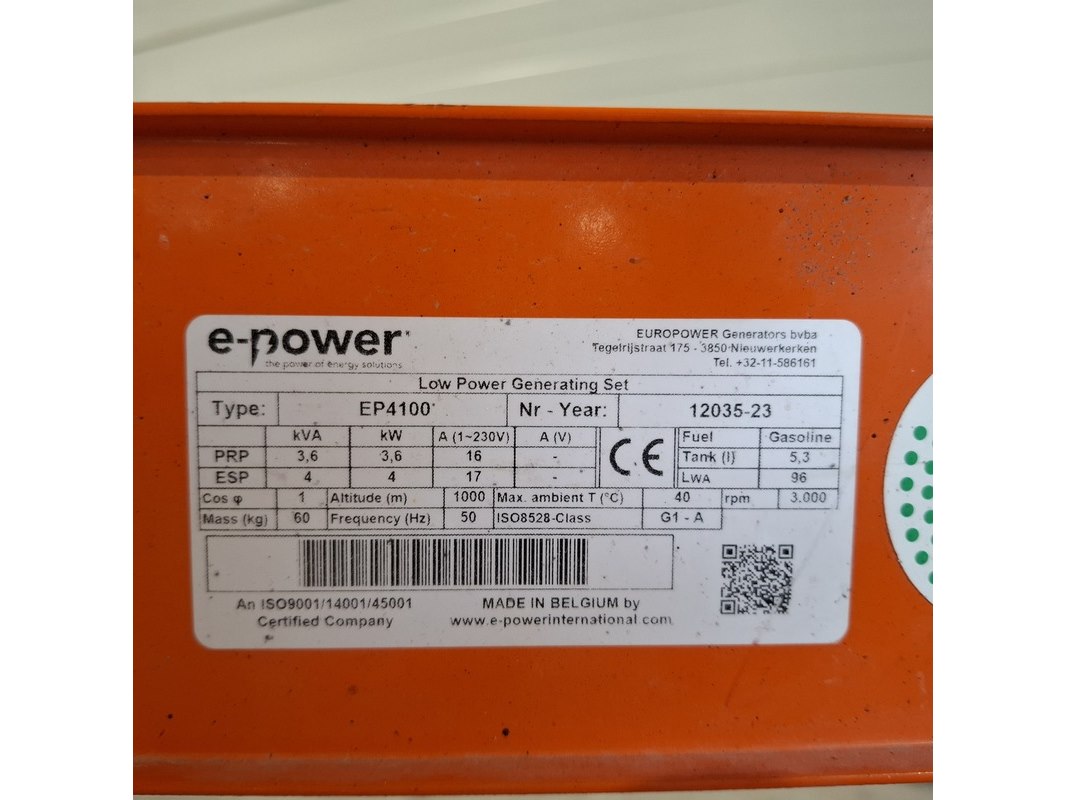 e-power
the power of energy solutions
EUROPOWER Generators bvba
Tegelrijstraat 175 - 3850 Nieuwerkerken
Tel. +32-11-586161
Low Power Generating Set
Type: EP4100 Nr - Year: 12035-23
kVA kW A (1~230V) A (V) CE Fuel Gasoline
PRP 3,6 3,6 16 - Tank (l) 5,3
ESP 4 4 17 - LWA 96
Cos φ 1 Altitude (m) 1000 Max. ambient T (°C) 40 rpm 3.000
Mass (kg) 60 Frequency (Hz) 50 ISO8528-Class G1 - A
An ISO9001/14001/45001 MADE IN BELGIUM by
Certified Company www.e-powerinternational.com